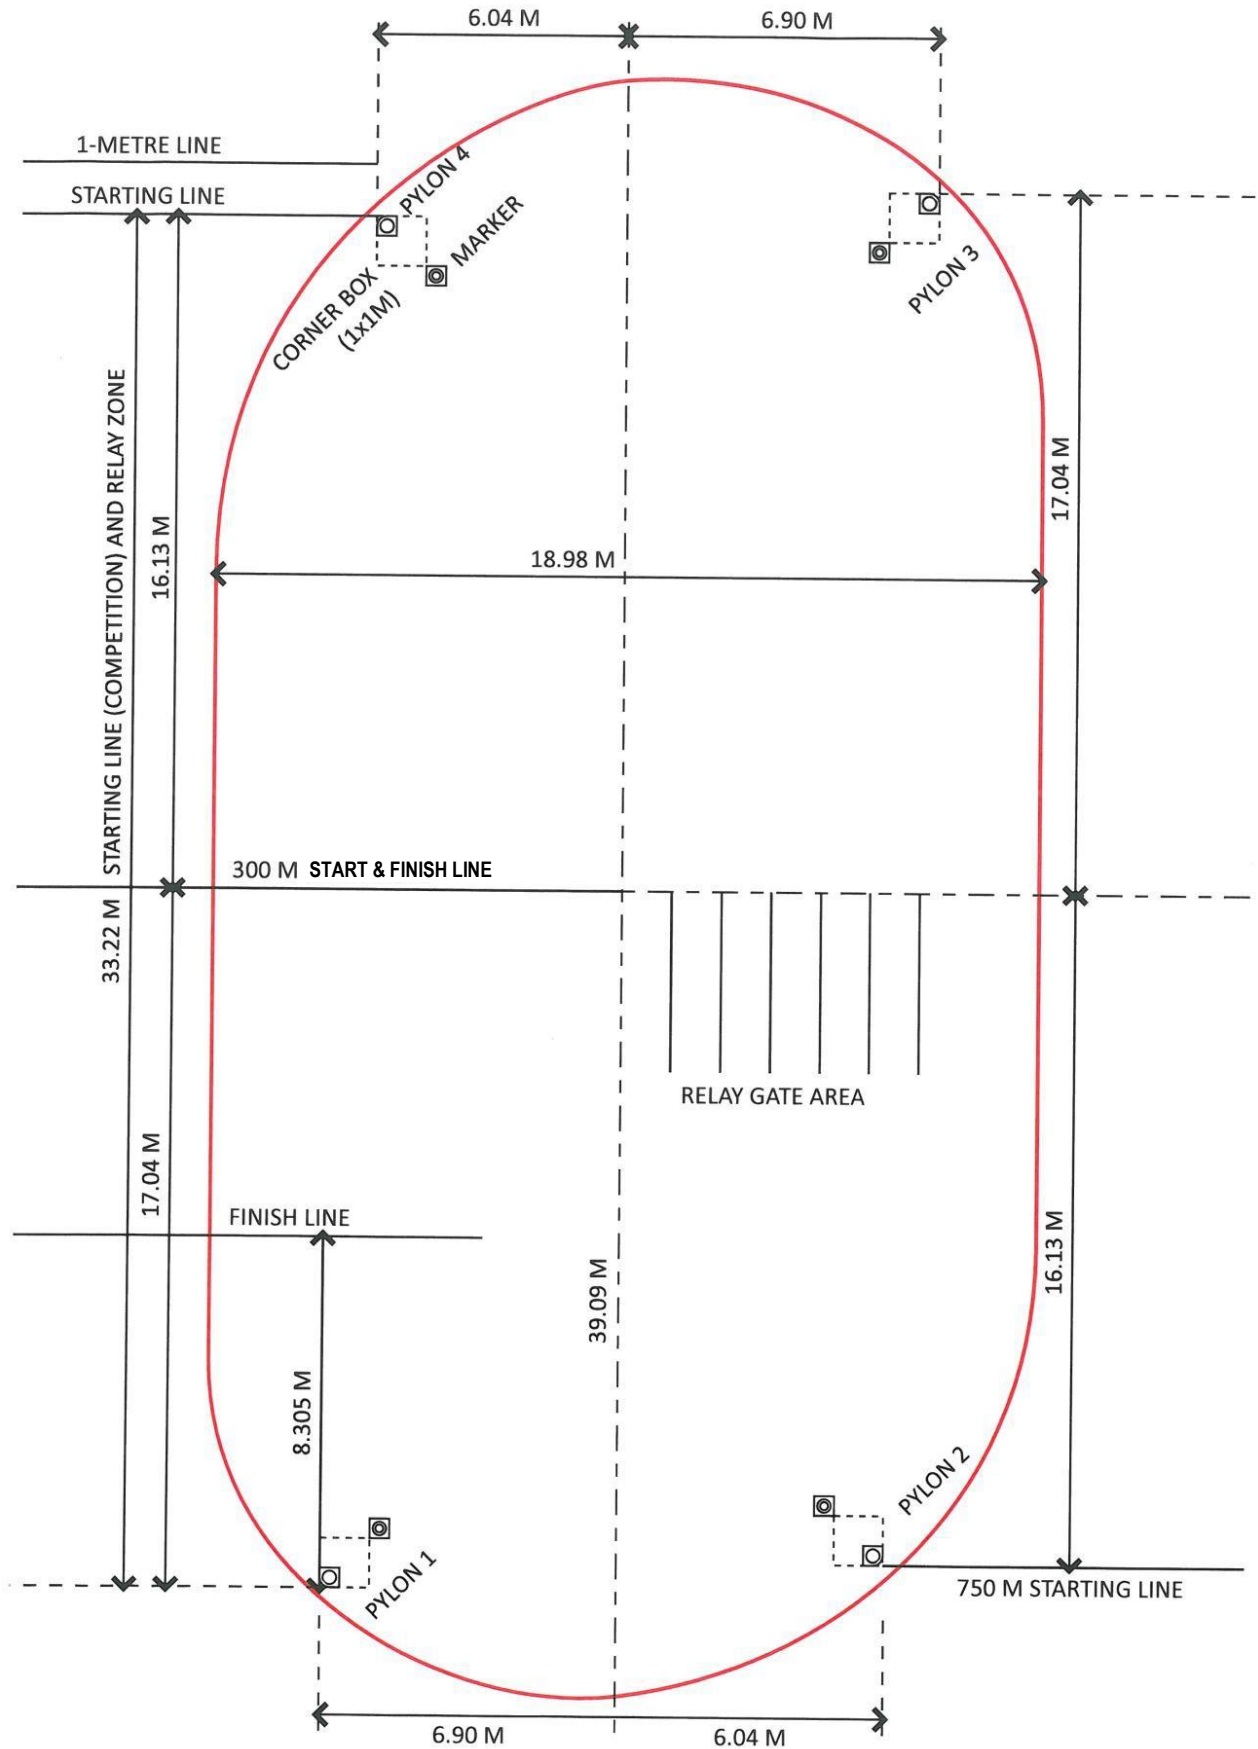 6.04 M
6.90 M
1-METRE LINE
STARTING LINE
PYLON 4
MARKER
CORNER BOX
(1x1M)
PYLON 3
STARTING LINE (COMPETITION) AND RELAY ZONE
33.22 M
16.13 M
17.04 M
18.98 M
300 M START & FINISH LINE
RELAY GATE AREA
17.04 M
FINISH LINE
16.13 M
39.09 M
8.305 M
PYLON 1
PYLON 2
750 M STARTING LINE
6.90 M
6.04 M